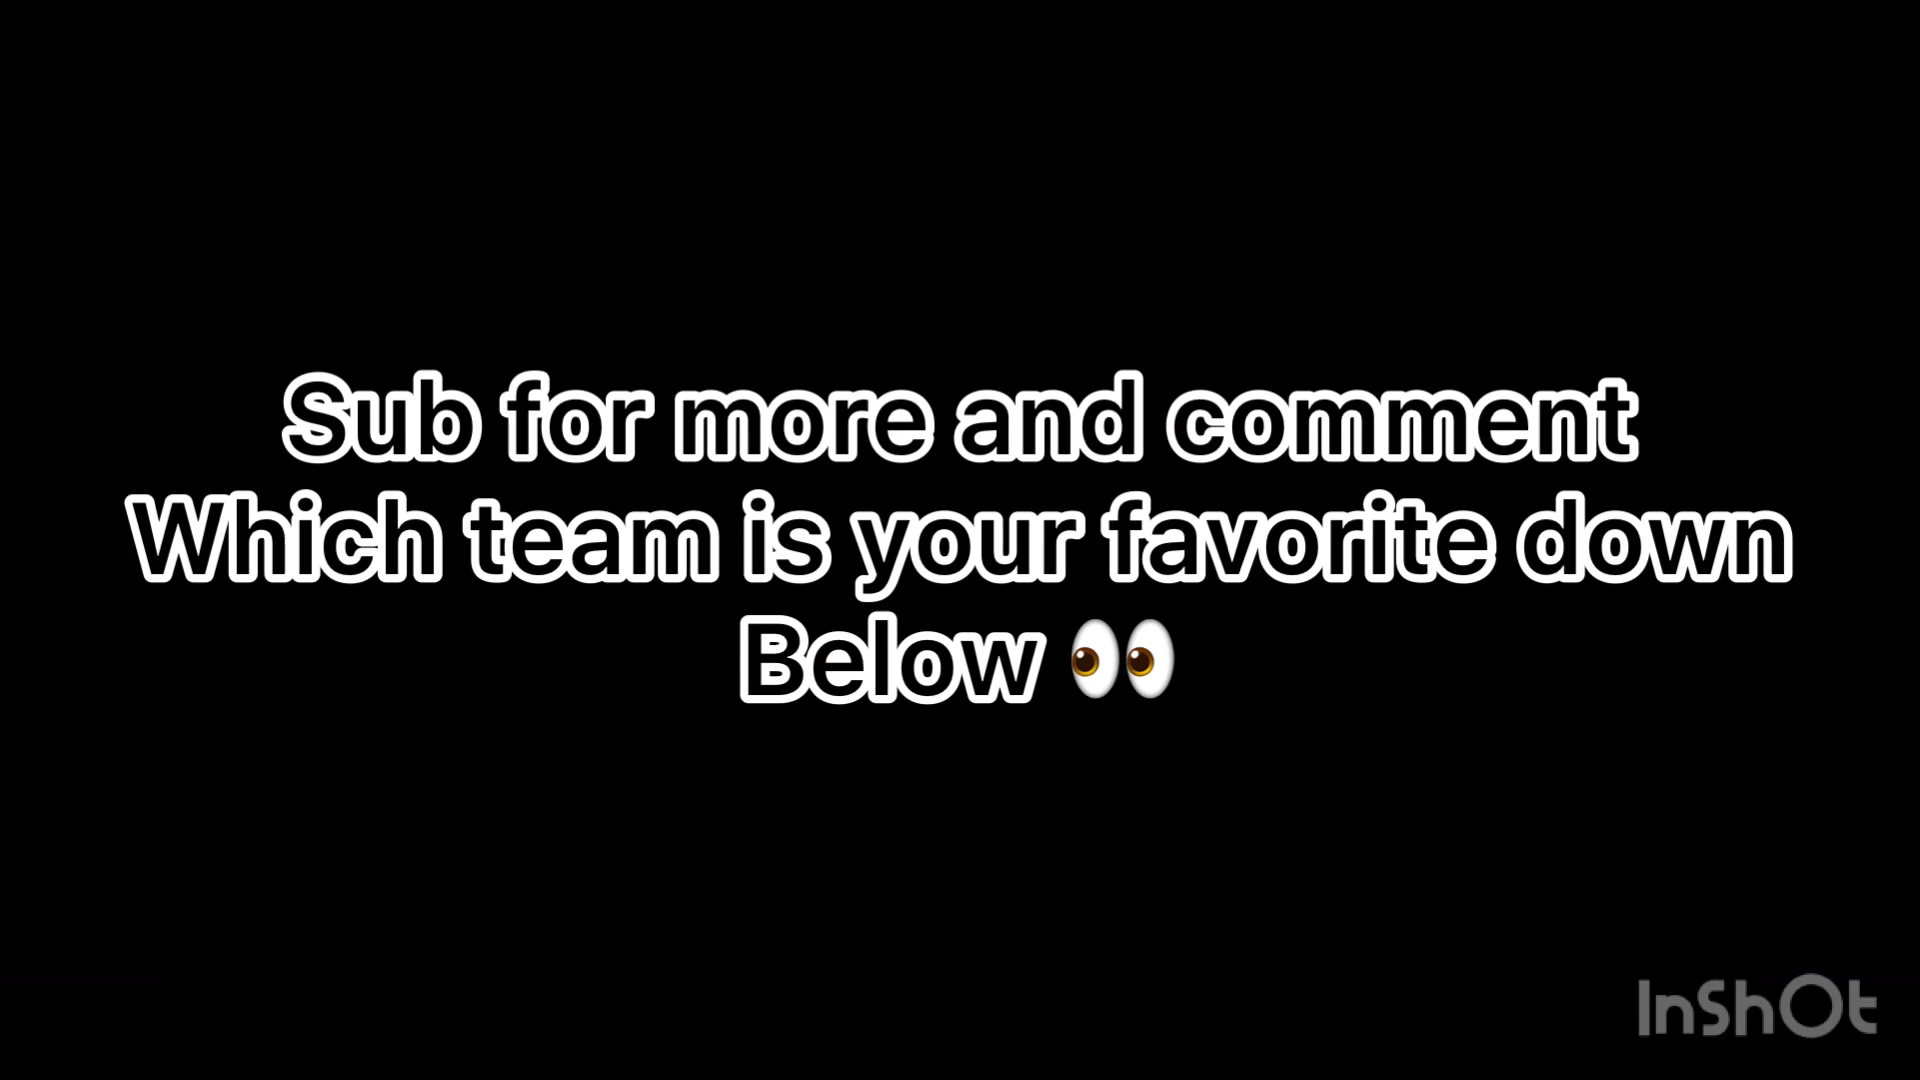 Sub for more and comment
Which team is your favorite down
Below 👀
InShOt